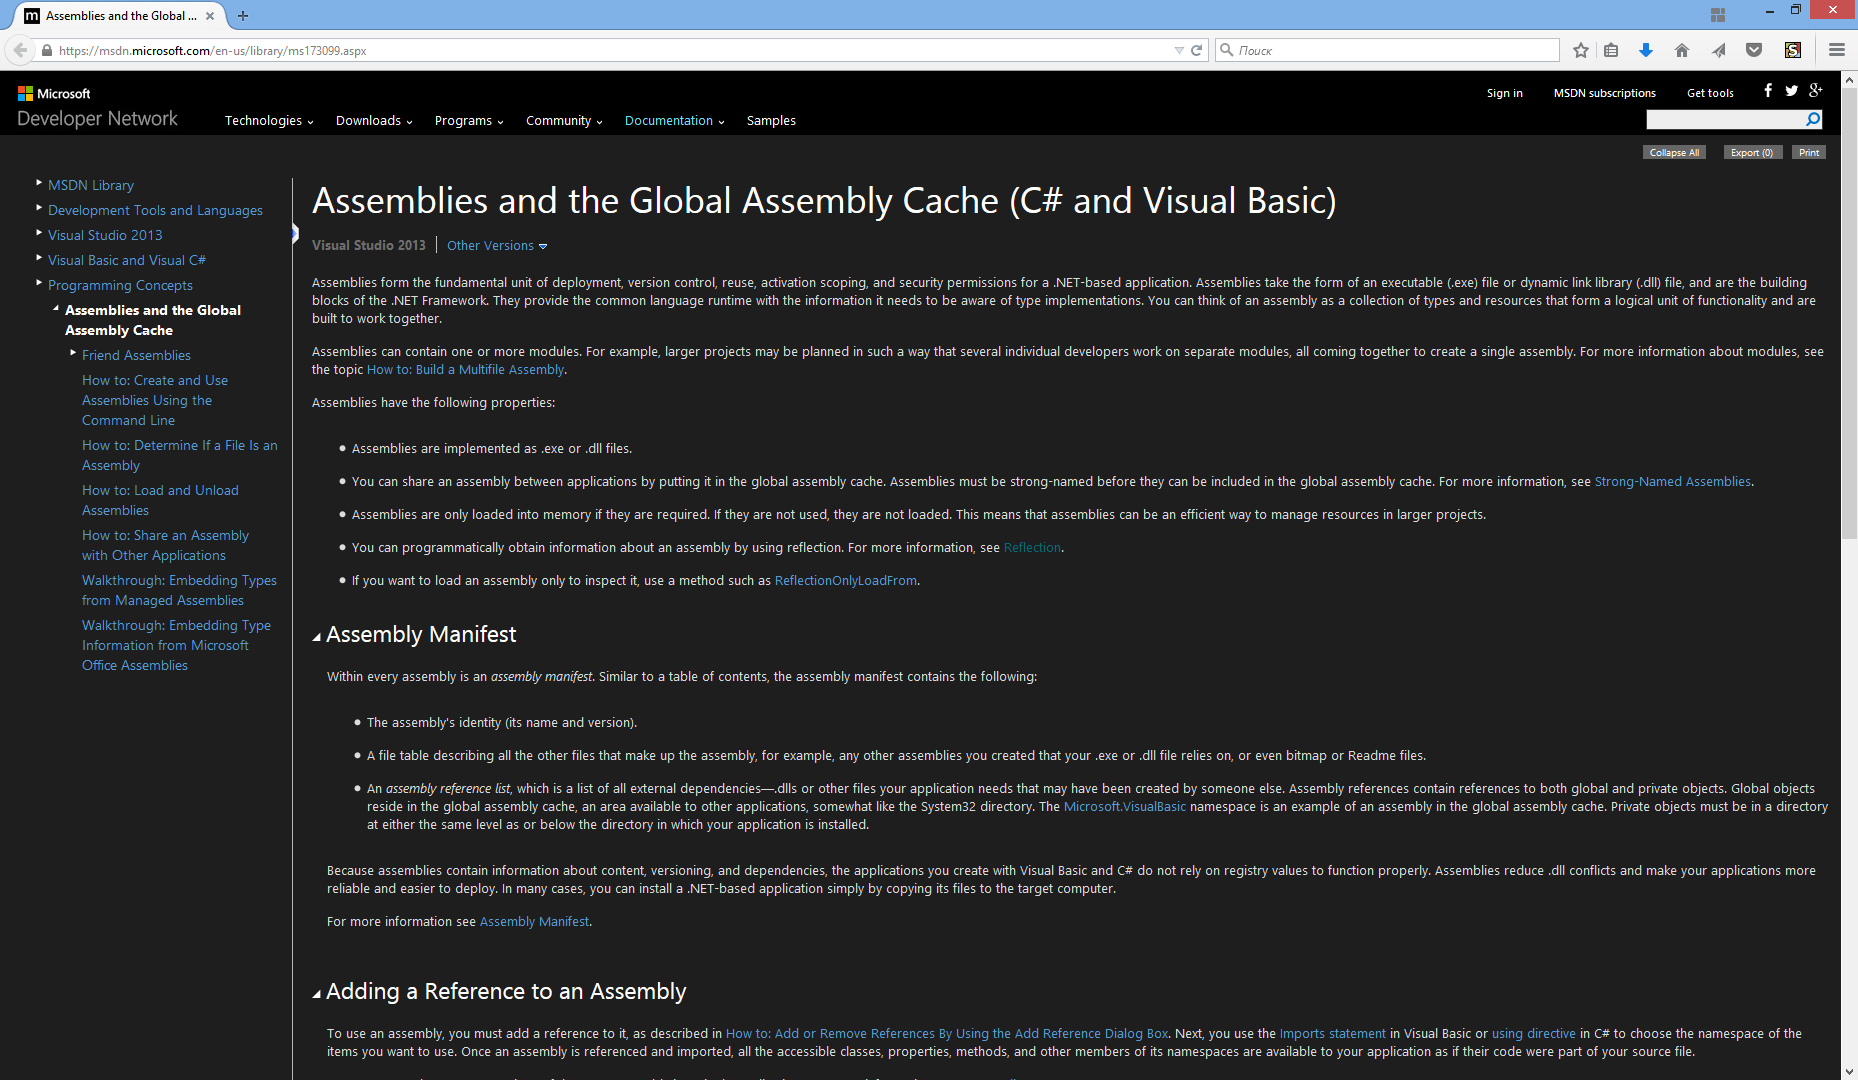 Assemblies and the Global ...
https://msdn.microsoft.com/en-us/library/ms173099.aspx
Поиск
Microsoft
Developer Network
Sign in
MSDN subscriptions
Get tools
Technologies
Downloads
Programs
Community
Documentation
Samples
Collapse All
Export (0)
Print
MSDN Library
Development Tools and Languages
Visual Studio 2013
Visual Basic and Visual C#
Programming Concepts
Assemblies and the Global
Assembly Cache
Friend Assemblies
How to: Create and Use
Assemblies Using the
Command Line
How to: Determine If a File Is an
Assembly
How to: Load and Unload
Assemblies
How to: Share an Assembly
with Other Applications
Walkthrough: Embedding Types
from Managed Assemblies
Walkthrough: Embedding Type
Information from Microsoft
Office Assemblies
Assemblies and the Global Assembly Cache (C# and Visual Basic)
Visual Studio 2013
Other Versions
Assemblies form the fundamental unit of deployment, version control, reuse, activation scoping, and security permissions for a .NET-based application. Assemblies take the form of an executable (.exe) file or dynamic link library (.dll) file, and are the building
blocks of the .NET Framework. They provide the common language runtime with the information it needs to be aware of type implementations. You can think of an assembly as a collection of types and resources that form a logical unit of functionality and are
built to work together.
Assemblies can contain one or more modules. For example, larger projects may be planned in such a way that several individual developers work on separate modules, all coming together to create a single assembly. For more information about modules, see
the topic How to: Build a Multifile Assembly.
Assemblies have the following properties:
Assemblies are implemented as .exe or .dll files.
You can share an assembly between applications by putting it in the global assembly cache. Assemblies must be strong-named before they can be included in the global assembly cache. For more information, see Strong-Named Assemblies.
Assemblies are only loaded into memory if they are required. If they are not used, they are not loaded. This means that assemblies can be an efficient way to manage resources in larger projects.
You can programmatically obtain information about an assembly by using reflection. For more information, see Reflection.
If you want to load an assembly only to inspect it, use a method such as ReflectionOnlyLoadFrom.
Assembly Manifest
Within every assembly is an assembly manifest. Similar to a table of contents, the assembly manifest contains the following:
The assembly's identity (its name and version).
A file table describing all the other files that make up the assembly, for example, any other assemblies you created that your .exe or .dll file relies on, or even bitmap or Readme files.
An assembly reference list, which is a list of all external dependencies—.dlls or other files your application needs that may have been created by someone else. Assembly references contain references to both global and private objects. Global objects
reside in the global assembly cache, an area available to other applications, somewhat like the System32 directory. The Microsoft.VisualBasic namespace is an example of an assembly in the global assembly cache. Private objects must be in a directory
at either the same level as or below the directory in which your application is installed.
Because assemblies contain information about content, versioning, and dependencies, the applications you create with Visual Basic and C# do not rely on registry values to function properly. Assemblies reduce .dll conflicts and make your applications more
reliable and easier to deploy. In many cases, you can install a .NET-based application simply by copying its files to the target computer.
For more information see Assembly Manifest.
Adding a Reference to an Assembly
To use an assembly, you must add a reference to it, as described in How to: Add or Remove References By Using the Add Reference Dialog Box. Next, you use the Imports statement in Visual Basic or using directive in C# to choose the namespace of the
items you want to use. Once an assembly is referenced and imported, all the accessible classes, properties, methods, and other members of its namespaces are available to your application as if their code were part of your source file.